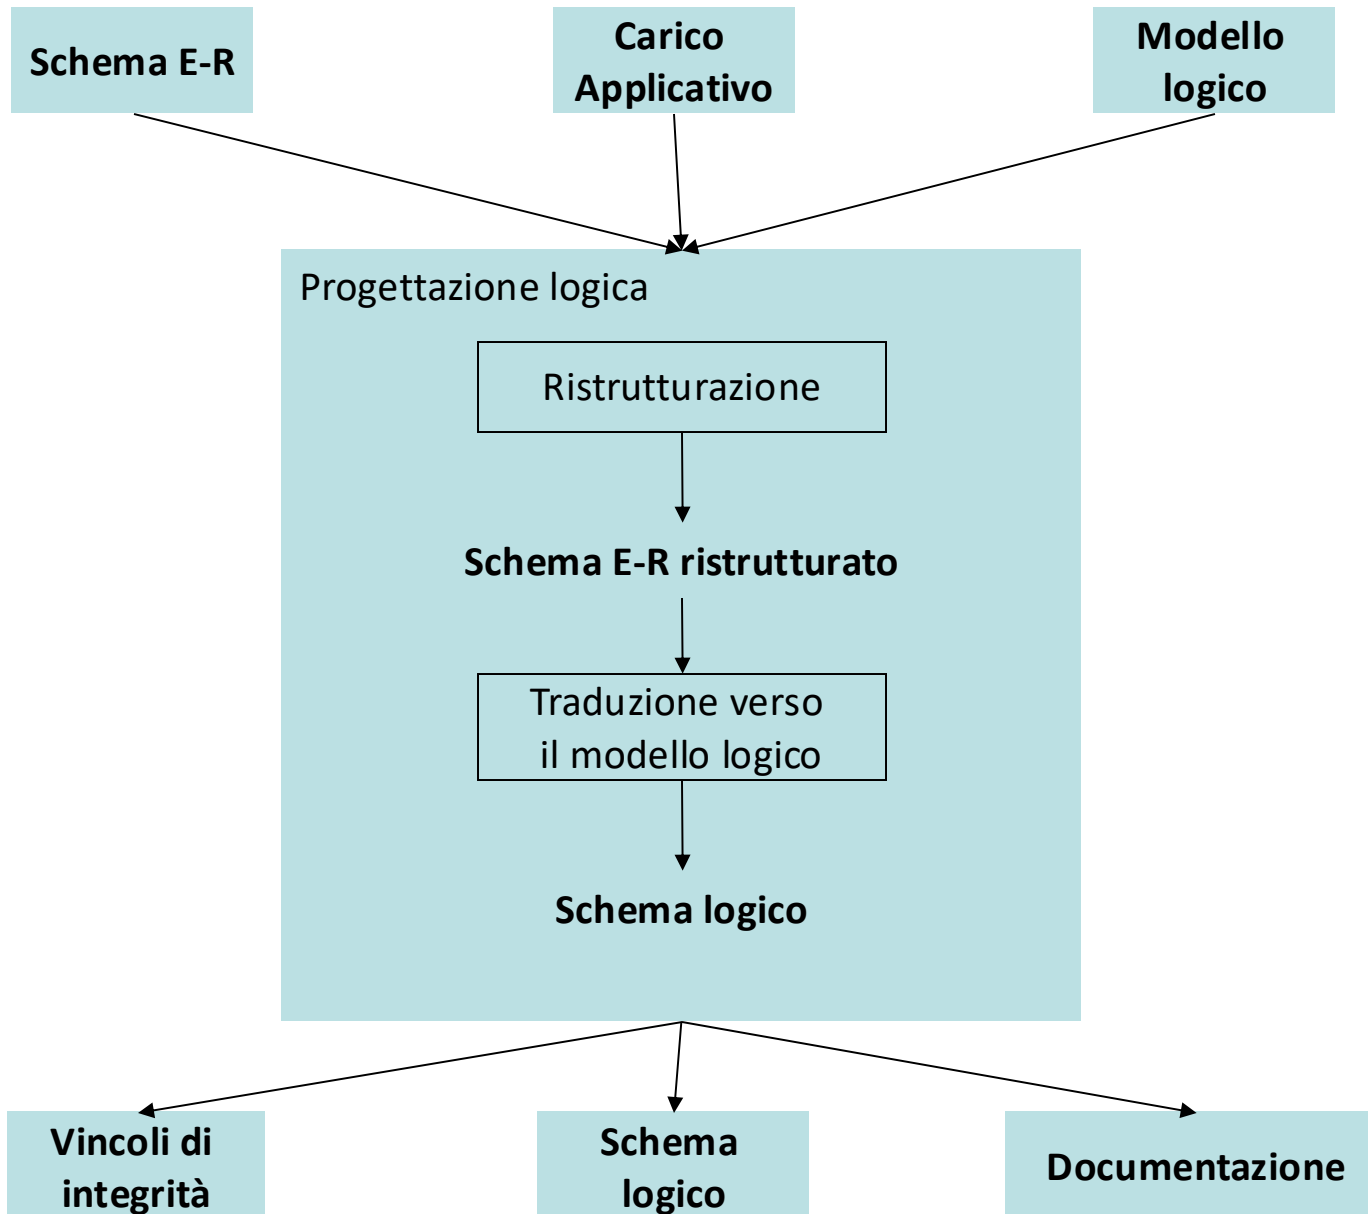 Schema E-R
Carico
Applicativo
Modello
logico
Progettazione logica
Ristrutturazione
Schema E-R ristrutturato
Traduzione verso
il modello logico
Schema logico
Vincoli di
integrità
Schema
logico
Documentazione